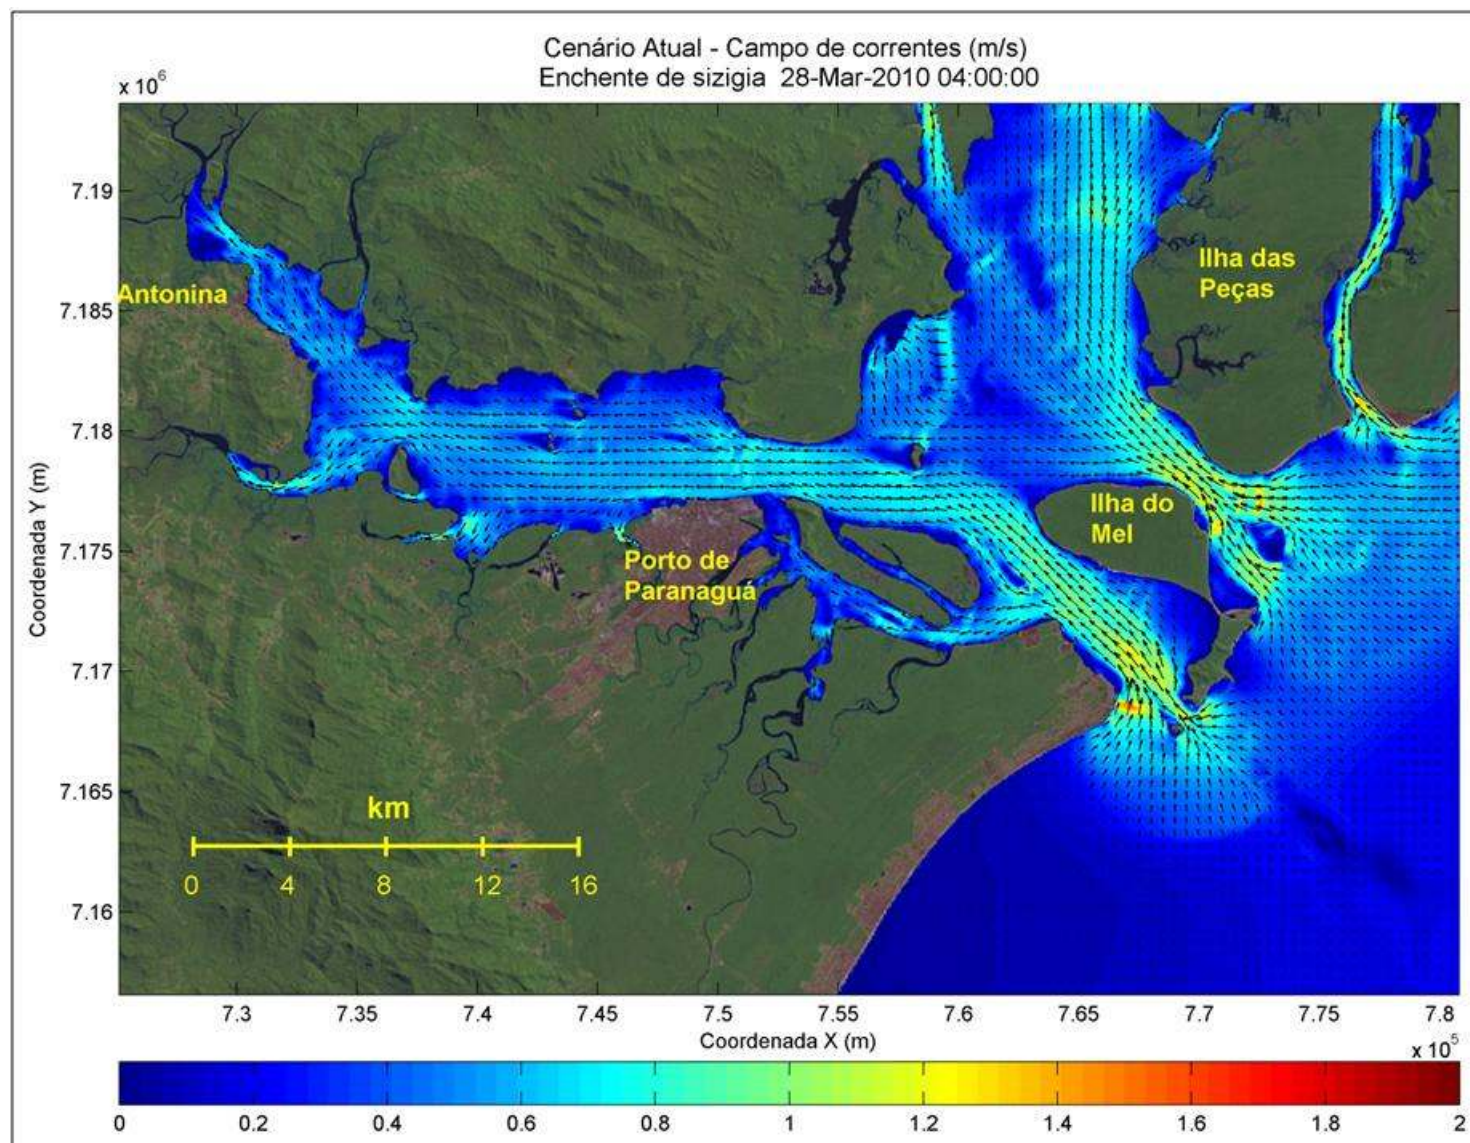 Cenário Atual - Campo de correntes (m/s)
Enchente de sizigia 28-Mar-2010 04:00:00
x 10⁶
7.19
7.185
7.18
7.175
7.17
7.165
7.16
Coordenada Y (m)
Antonina
Ilha das
Peças
Ilha do
Mel
Porto de
Paranaguá
km
0 4 8 12 16
7.3 7.35 7.4 7.45 7.5 7.55 7.6 7.65 7.7 7.75 7.8
Coordenada X (m)
x 10⁵
0 0.2 0.4 0.6 0.8 1 1.2 1.4 1.6 1.8 2